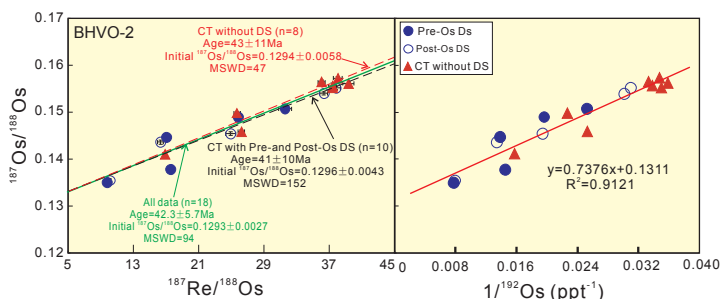 BHVO-2
CT without DS (n=8)
Age=43±11Ma
Initial ¹⁸⁷Os/¹⁸⁸Os=0.1294±0.0058
MSWD=47
CT with Pre-and Post-Os DS (n=10)
Age=41±10Ma
Initial ¹⁸⁷Os/¹⁸⁸Os=0.1296±0.0043
MSWD=152
All data (n=18)
Age=42.3±5.7Ma
Initial ¹⁸⁷Os/¹⁸⁸Os=0.1293±0.0027
MSWD=94
¹⁸⁷Os/¹⁸⁸Os
0.16
0.15
0.14
0.13
0.12
5 13 21 29 37 45
¹⁸⁷Re/¹⁸⁸Os
Pre-Os Ds
Post-Os DS
CT without DS
y=0.7376x+0.1311
R²=0.9121
0 0.008 0.016 0.024 0.032 0.040
1/¹⁹²Os (ppt⁻¹)